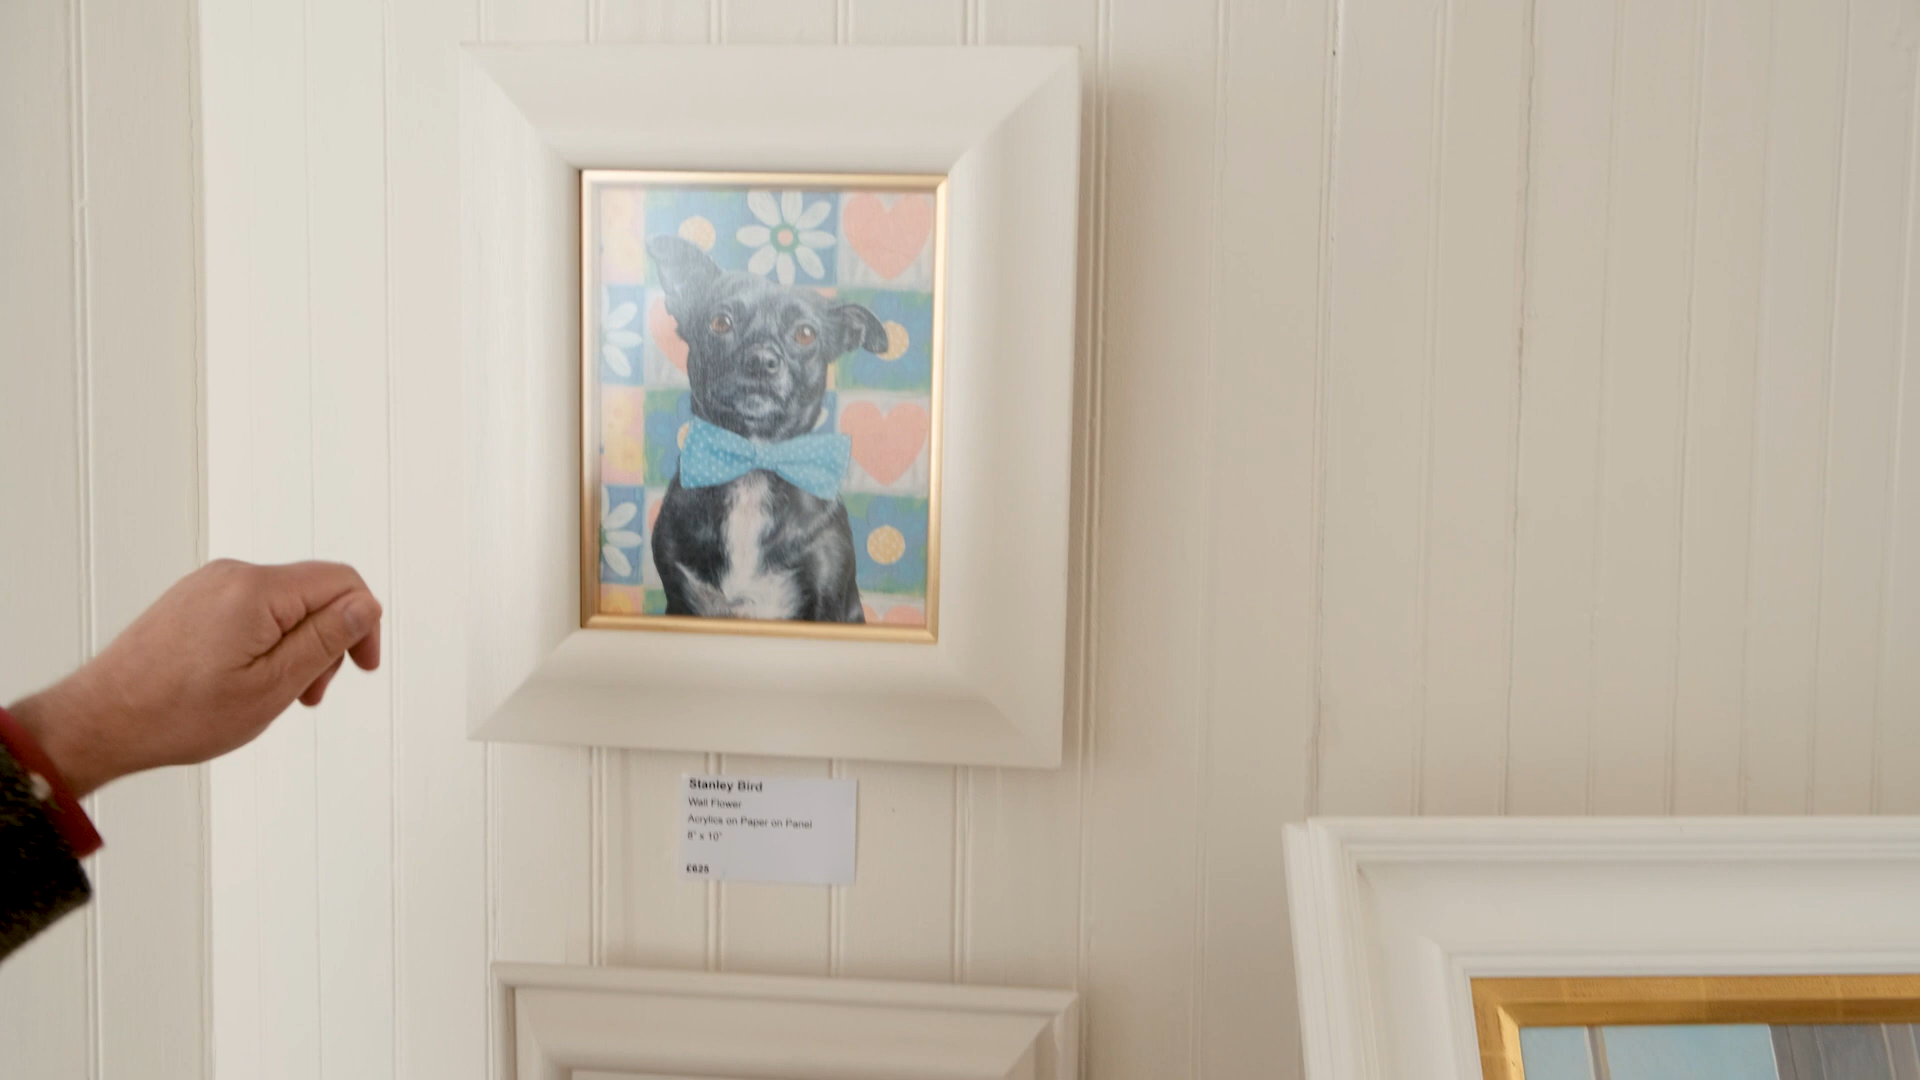 Stanley Bird
Wall Flower
Acrylics on Paper on Panel
8" x 10"
£625